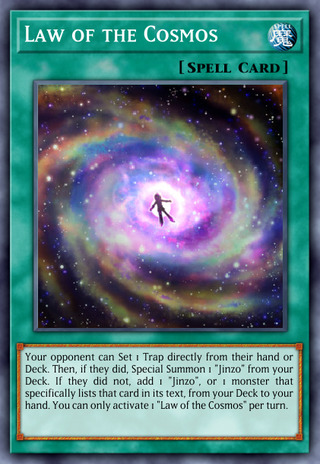 Law of the Cosmos
魔
[Spell Card]
Your opponent can Set 1 Trap directly from their hand or
Deck. Then, if they did, Special Summon 1 "Jinzo" from your
Deck. If they did not, add 1 "Jinzo", or 1 monster that
specifically lists that card in its text, from your Deck to your
hand. You can only activate 1 "Law of the Cosmos" per turn.